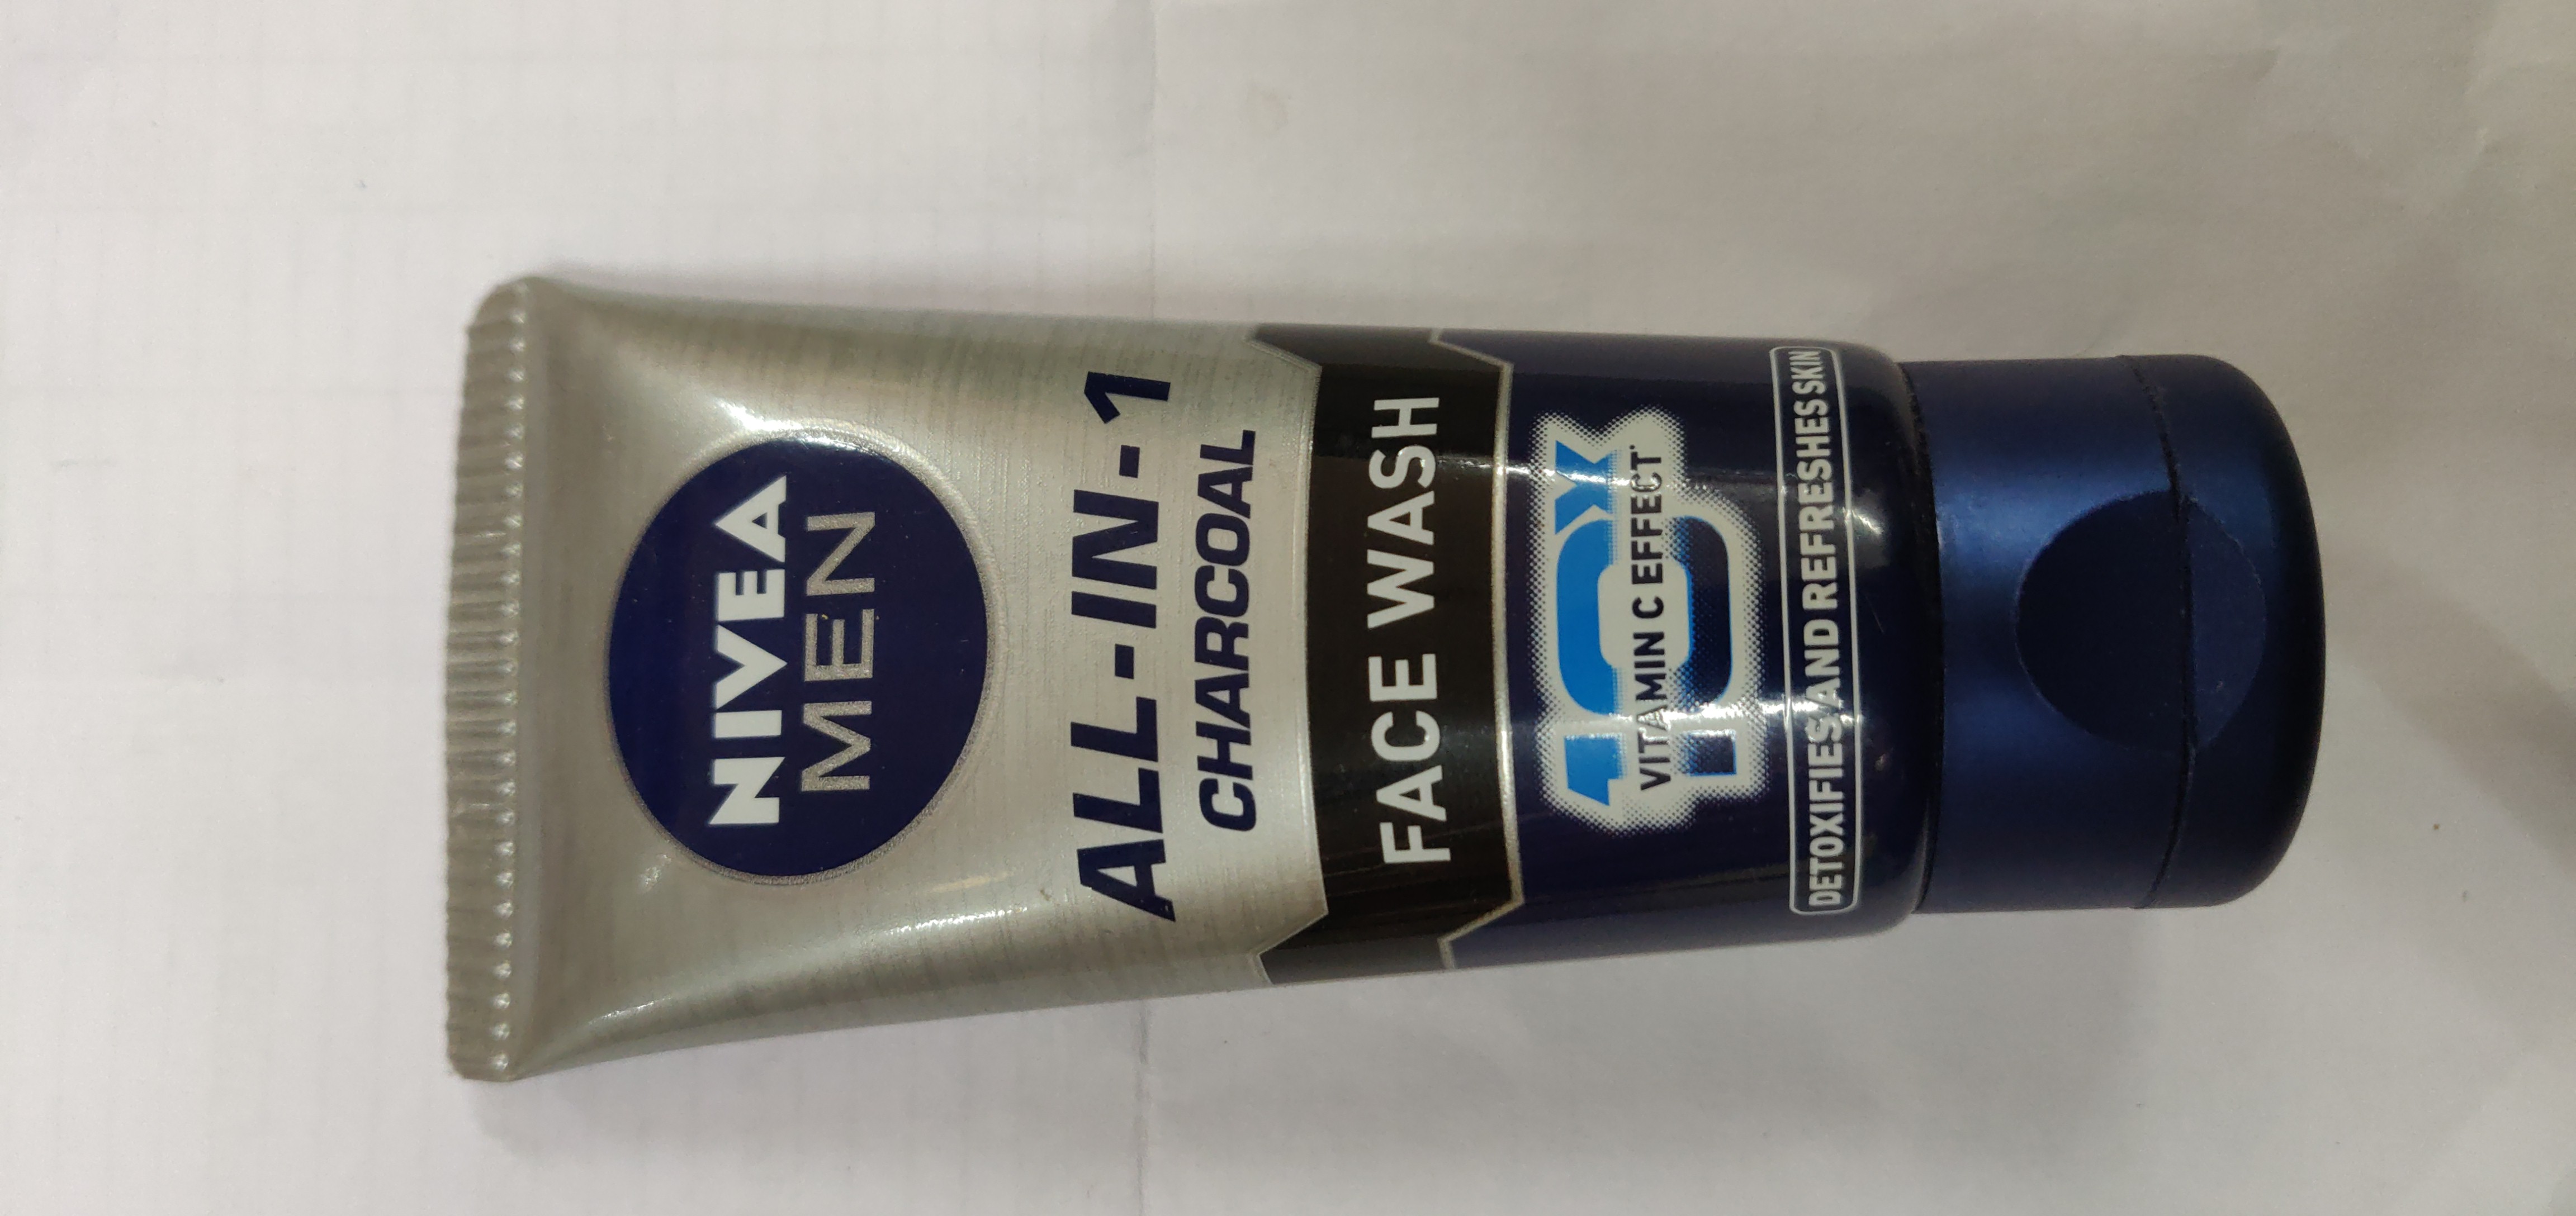 NIVEA
MEN
ALL-IN-1
CHARCOAL
FACE WASH
10X
VITAMIN C EFFECT*
DETOXIFIES AND REFRESHES SKIN